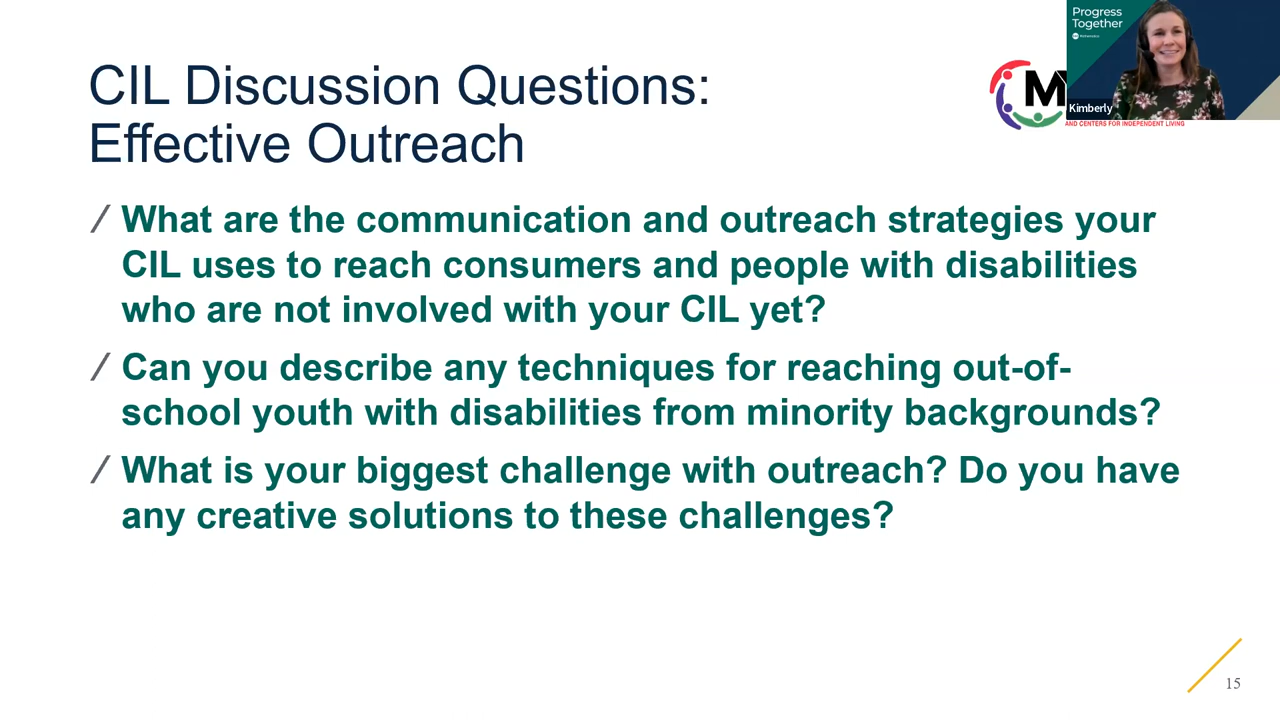 CIL Discussion Questions:
Effective Outreach
M
AND CENTERS FOR INDEPENDENT LIVING
Progress
Together
Mathematica
Kimberly
/ What are the communication and outreach strategies your
CIL uses to reach consumers and people with disabilities
who are not involved with your CIL yet?
/ Can you describe any techniques for reaching out-of-
school youth with disabilities from minority backgrounds?
/ What is your biggest challenge with outreach? Do you have
any creative solutions to these challenges?
15